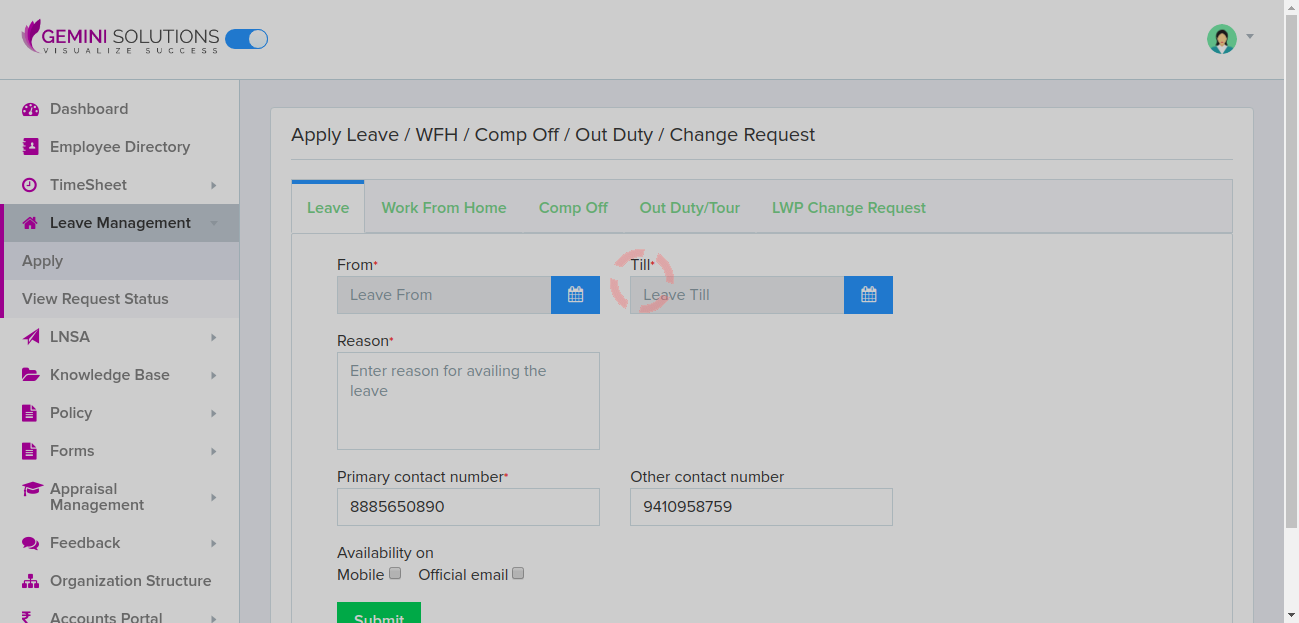 GEMINI SOLUTIONS
VISUALIZE SUCCESS
Dashboard
Employee Directory
TimeSheet
Leave Management
Apply
View Request Status
LNSA
Knowledge Base
Policy
Forms
Appraisal
Management
Feedback
Organization Structure
Accounts Portal
Apply Leave / WFH / Comp Off / Out Duty / Change Request
Leave Work From Home Comp Off Out Duty/Tour LWP Change Request
From* Till*
Leave From Leave Till
Reason*
Enter reason for availing the
leave
Primary contact number* Other contact number
8885650890 9410958759
Availability on
Mobile Official email
Submit